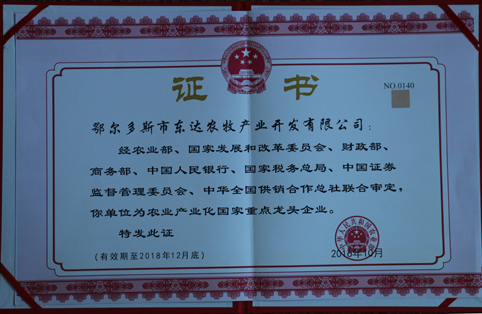 证书
NO 0140
鄂尔多斯市东达农牧产业开发有限公司：
经农业部、国家发展和改革委员会、财政部、
商务部、中国人民银行、国家税务总局、中国证券
监督管理委员会、中华全国供销合作总社联合审定，
你单位为农业产业化国家重点龙头企业。
特发此证
(有效期至2018年12月底)
2016年10月